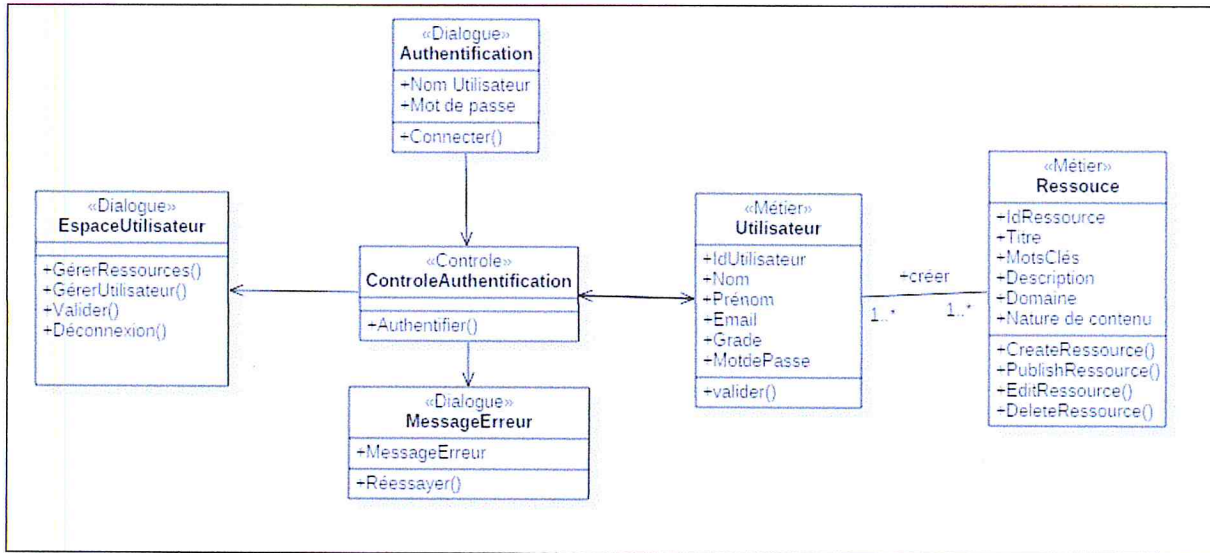 «Dialogue»
Authentification
+Nom Utilisateur
+Mot de passe
+Connecter()
«Dialogue»
EspaceUtilisateur
+GérerRessources()
+GérerUtilisateur()
+Valider()
+Déconnexion()
«Controle»
ControleAuthentification
+Authentifier()
«Dialogue»
MessageErreur
+MessageErreur
+Réessayer()
«Métier»
Utilisateur
+IdUtilisateur
+Nom
+Prénom
+Email
+Grade
+MotdePasse
+valider()
+créer
1..*
1..*
«Métier»
Ressouce
+IdRessource
+Titre
+MotsClés
+Description
+Domaine
+Nature de contenu
+CreateRessource()
+PublishRessource()
+EditRessource()
+DeleteRessource()